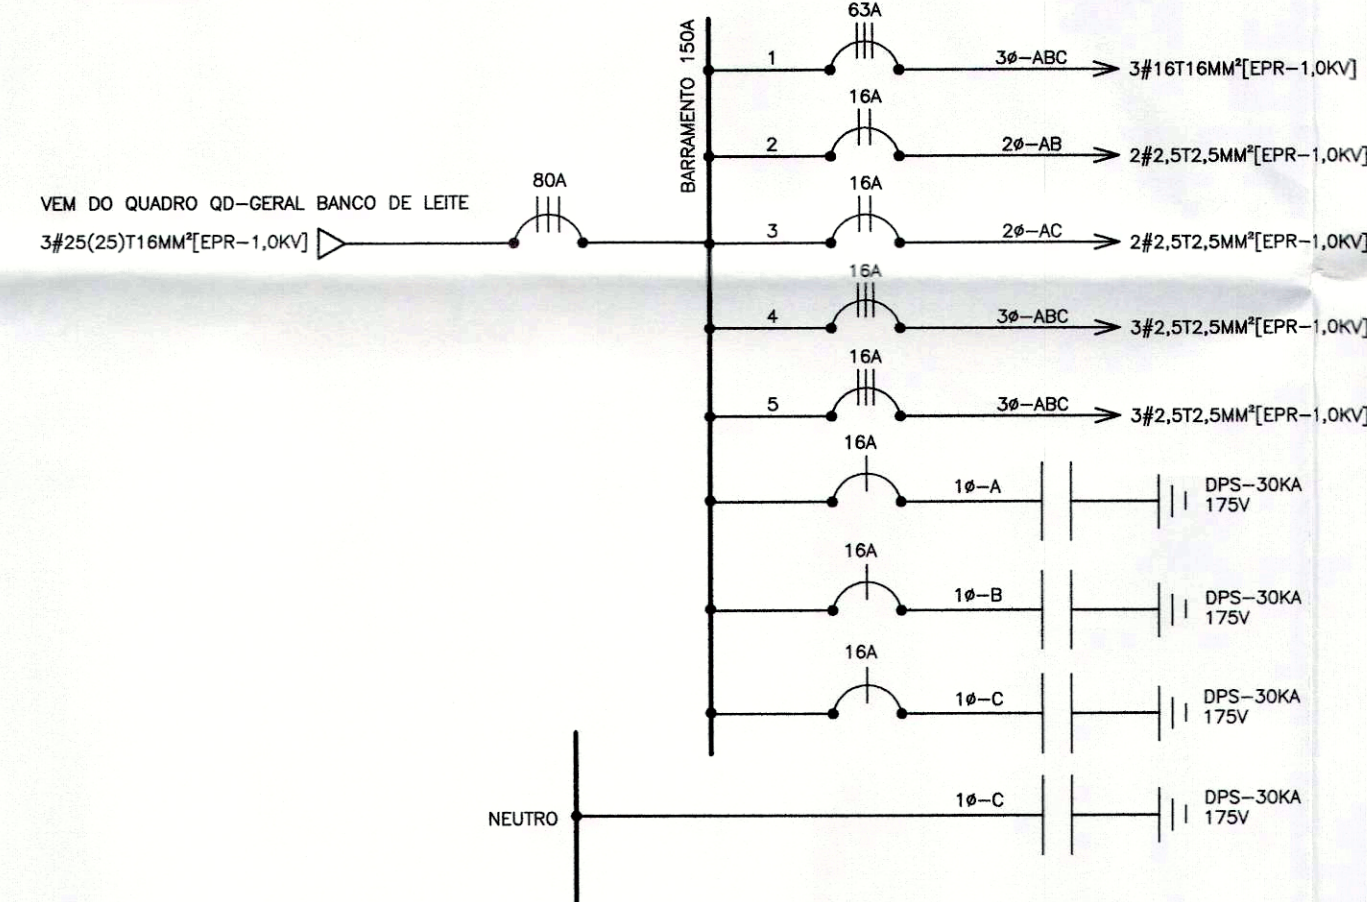 63A
BARRAMENTO 150A
1
3ø-ABC
3#16T16MM²[EPR-1,0KV]
16A
2
2ø-AB
2#2,5T2,5MM²[EPR-1,0KV]
80A
VEM DO QUADRO QD-GERAL BANCO DE LEITE
3#25(25)T16MM²[EPR-1,0KV]
16A
3
2ø-AC
2#2,5T2,5MM²[EPR-1,0KV]
16A
4
3ø-ABC
3#2,5T2,5MM²[EPR-1,0KV]
16A
5
3ø-ABC
3#2,5T2,5MM²[EPR-1,0KV]
16A
1ø-A
DPS-30KA
175V
16A
1ø-B
DPS-30KA
175V
16A
1ø-C
DPS-30KA
175V
NEUTRO
1ø-C
DPS-30KA
175V